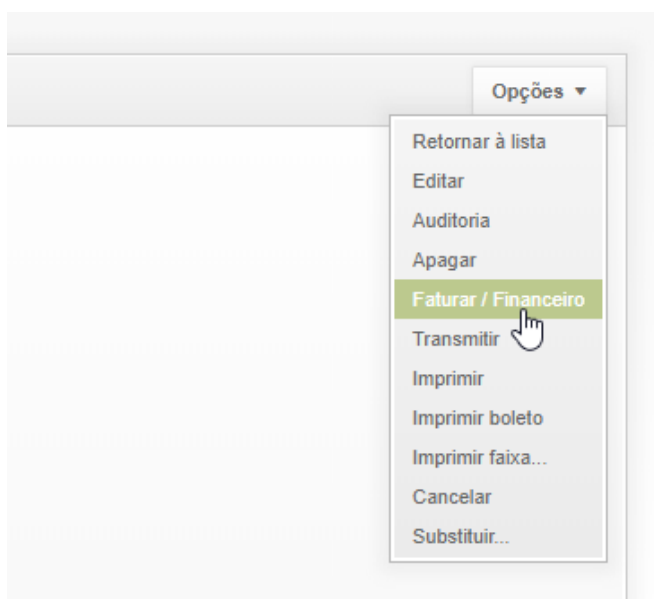 Opções
Retornar à lista
Editar
Auditoria
Apagar
Faturar / Financeiro
Transmitir
Imprimir
Imprimir boleto
Imprimir faixa...
Cancelar
Substituir...